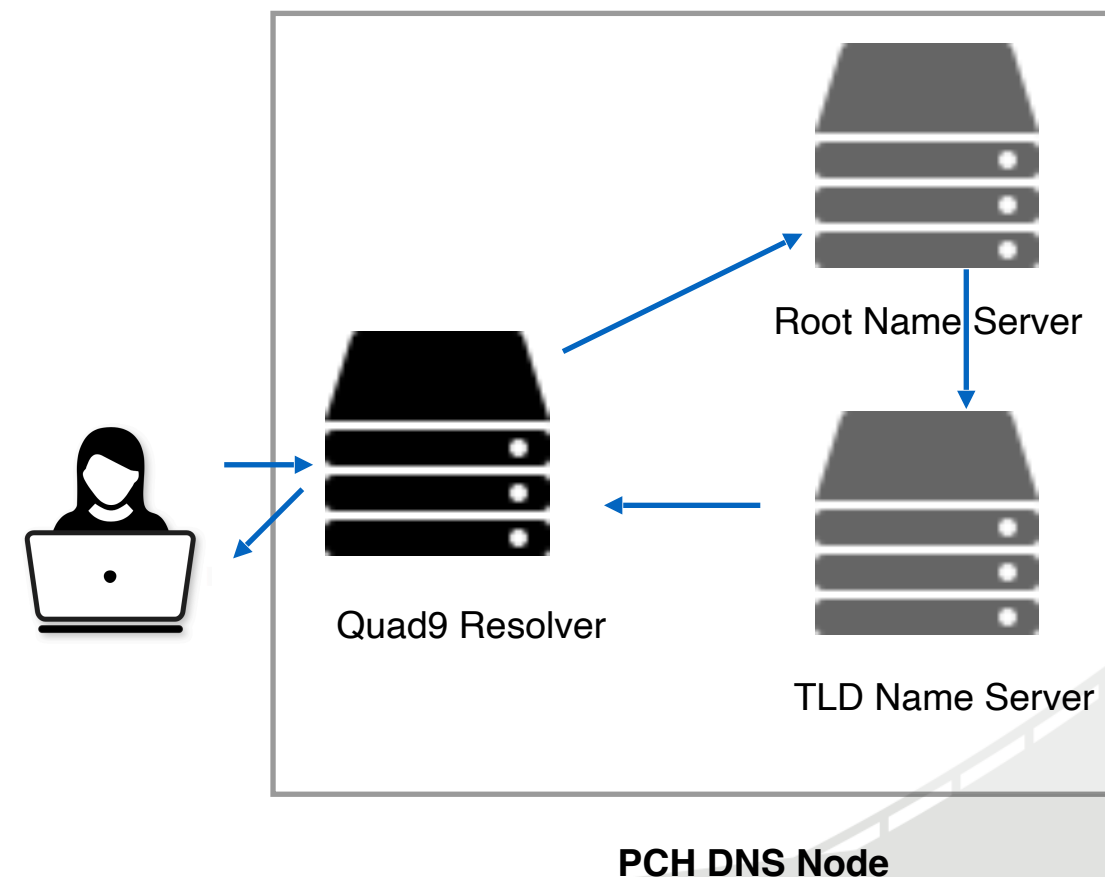 Root Name Server
Quad9 Resolver
TLD Name Server
PCH DNS Node